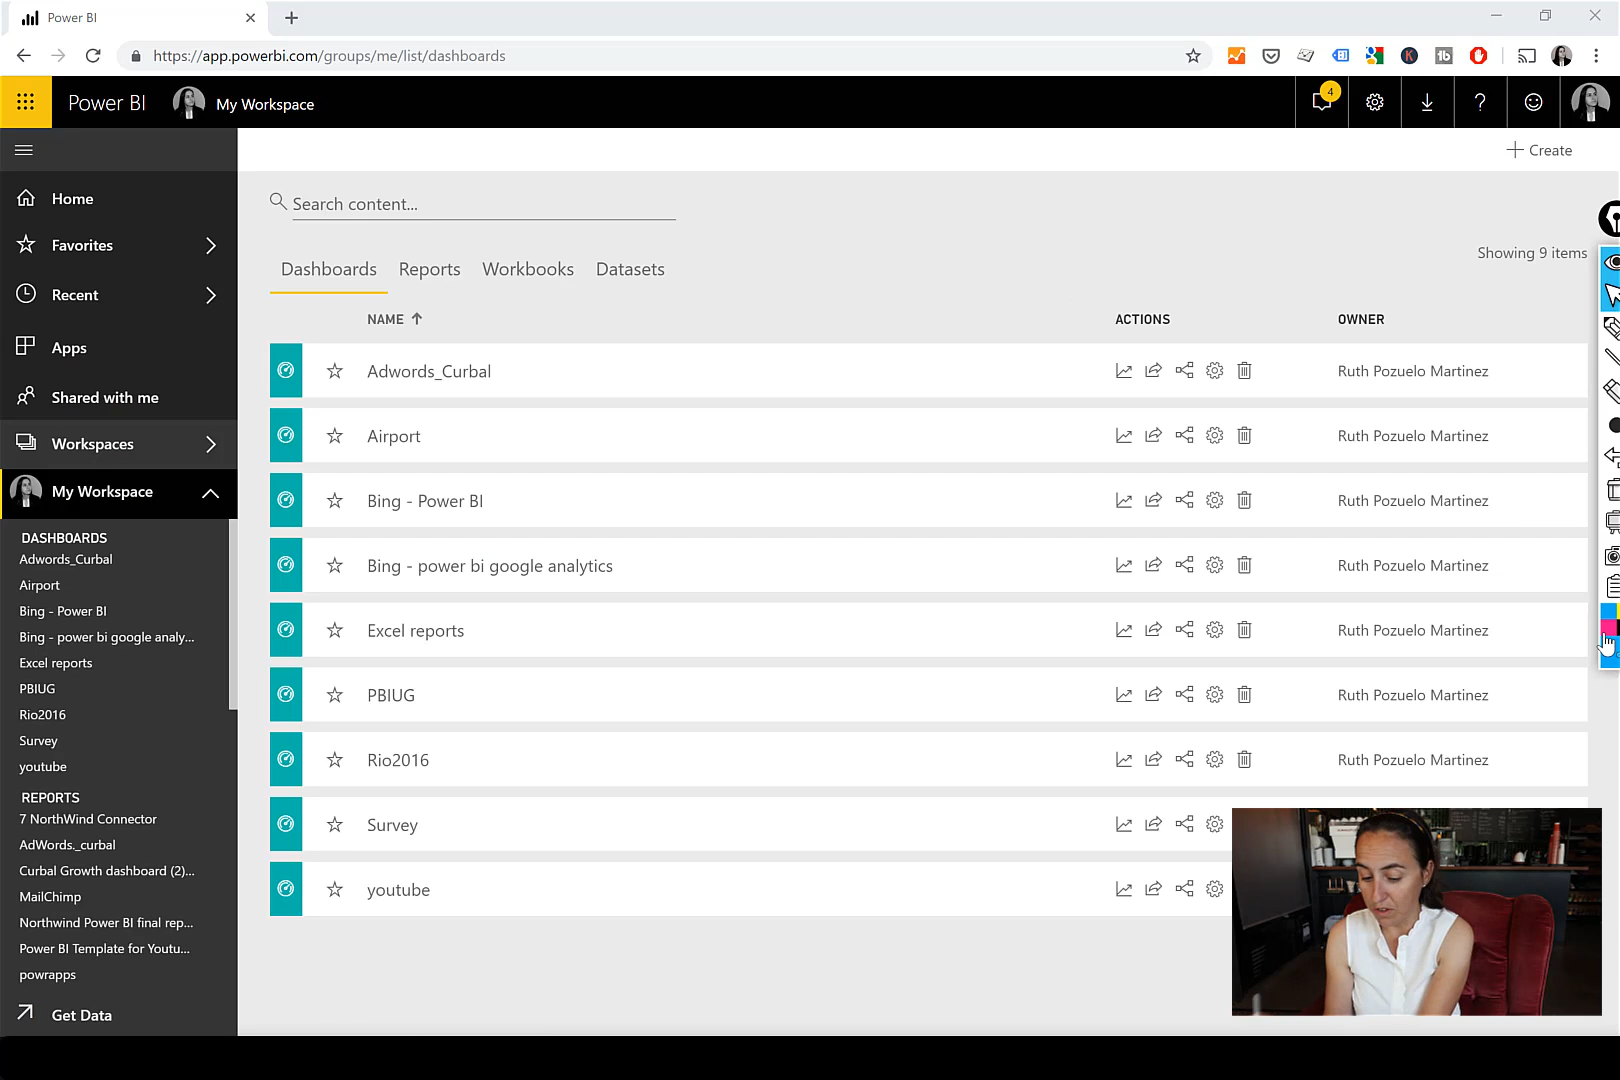 Power BI
https://app.powerbi.com/groups/me/list/dashboards
Power BI
My Workspace
4
Create
Home
Favorites
Recent
Apps
Shared with me
Workspaces
My Workspace
DASHBOARDS
Adwords_Curbal
Airport
Bing - Power BI
Bing - power bi google analy...
Excel reports
PBIUG
Rio2016
Survey
youtube
REPORTS
7 NorthWind Connector
AdWords._curbal
Curbal Growth dashboard (2)...
MailChimp
Northwind Power BI final rep...
Power BI Template for Youtu...
powrapps
Get Data
Search content...
Showing 9 items
Dashboards Reports Workbooks Datasets
NAME ACTIONS OWNER
Adwords_Curbal Ruth Pozuelo Martinez
Airport Ruth Pozuelo Martinez
Bing - Power BI Ruth Pozuelo Martinez
Bing - power bi google analytics Ruth Pozuelo Martinez
Excel reports Ruth Pozuelo Martinez
PBIUG Ruth Pozuelo Martinez
Rio2016 Ruth Pozuelo Martinez
Survey
youtube